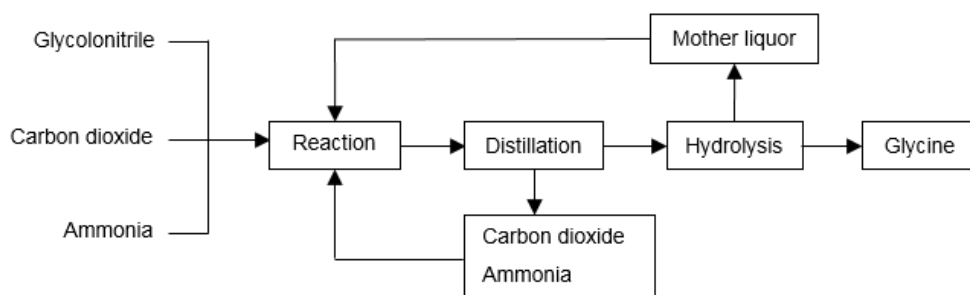 Glycolonitrile
Mother liquor
Carbon dioxide
Reaction
Distillation
Hydrolysis
Glycine
Ammonia
Carbon dioxide
Ammonia